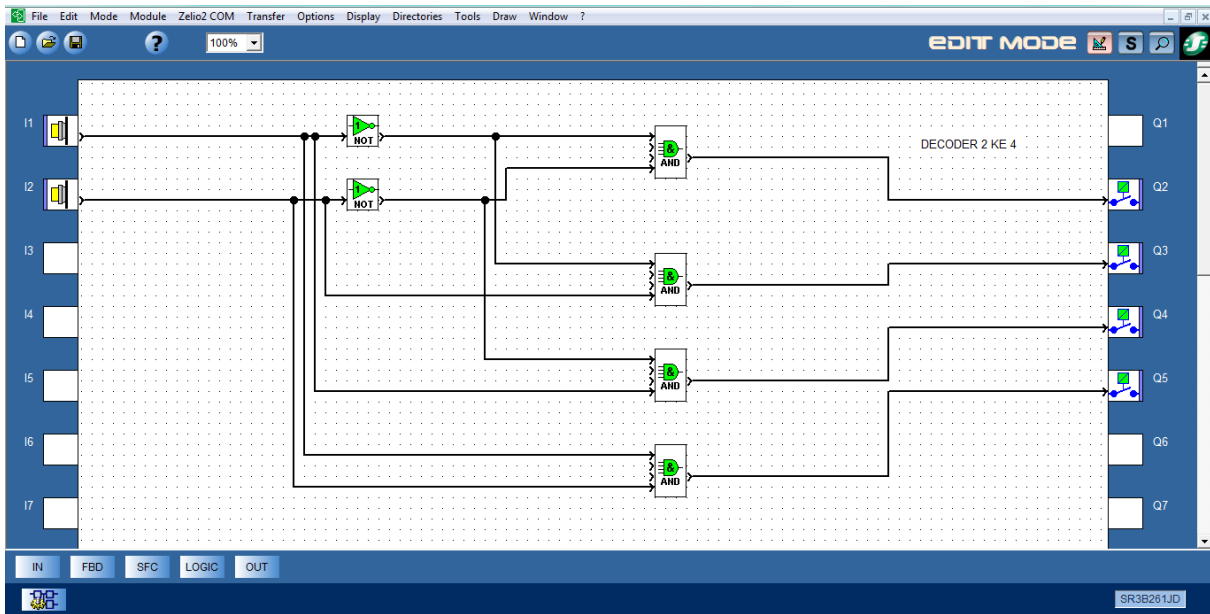 File Edit Mode Module Zelio2 COM Transfer Options Display Directories Tools Draw Window ?
? 100% EDIT MODE S
I1 1 NOT & AND DECODER 2 KE 4 Q1
I2 1 NOT Q2
I3 & AND Q3
I4 Q4
I5 & AND Q5
I6 & AND Q6
I7 Q7
IN FBD SFC LOGIC OUT
SR3B261JD